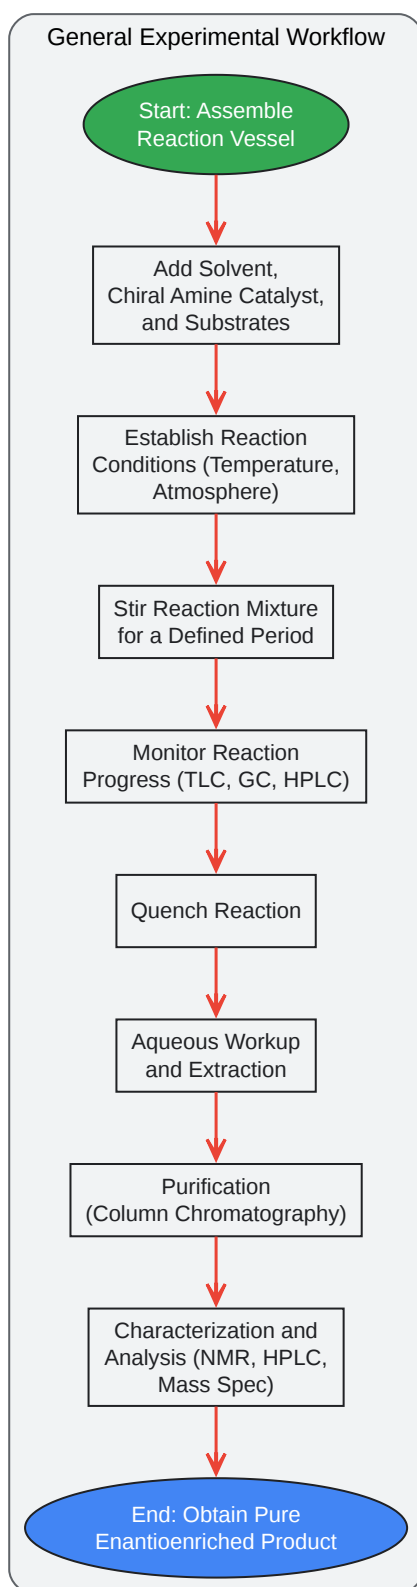 General Experimental Workflow
Start: Assemble
Reaction Vessel
Add Solvent,
Chiral Amine Catalyst,
and Substrates
Establish Reaction
Conditions (Temperature,
Atmosphere)
Stir Reaction Mixture
for a Defined Period
Monitor Reaction
Progress (TLC, GC, HPLC)
Quench Reaction
Aqueous Workup
and Extraction
Purification
(Column Chromatography)
Characterization and
Analysis (NMR, HPLC,
Mass Spec)
End: Obtain Pure
Enantioenriched Product